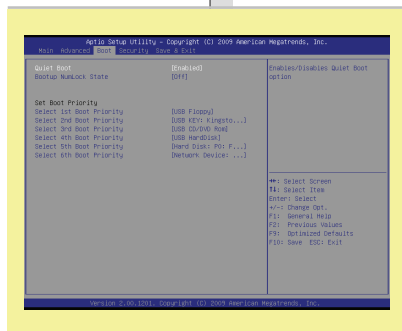 Aptio Setup Utility - Copyright (C) 2009 American Megatrends, Inc.
Main Advanced Boot Security Save & Exit
Quiet Boot [Enabled]
Bootup NumLock State [Off]
Set Boot Priority
Select 1st Boot Priority [USB Floppy]
Select 2nd Boot Priority [USB KEY: Kingsto...]
Select 3rd Boot Priority [USB CD/DVD Rom]
Select 4th Boot Priority [USB HardDisk]
Select 5th Boot Priority [Hard Disk: P0: F...]
Select 6th Boot Priority [Network Device: ...]
Enables/Disables Quiet Boot
option
→←: Select Screen
↑↓: Select Item
Enter: Select
+/-: Change Opt.
F1: General Help
F2: Previous Values
F9: Optimized Defaults
F10: Save ESC: Exit
Version 2.00.1201. Copyright (C) 2009 American Megatrends, Inc.